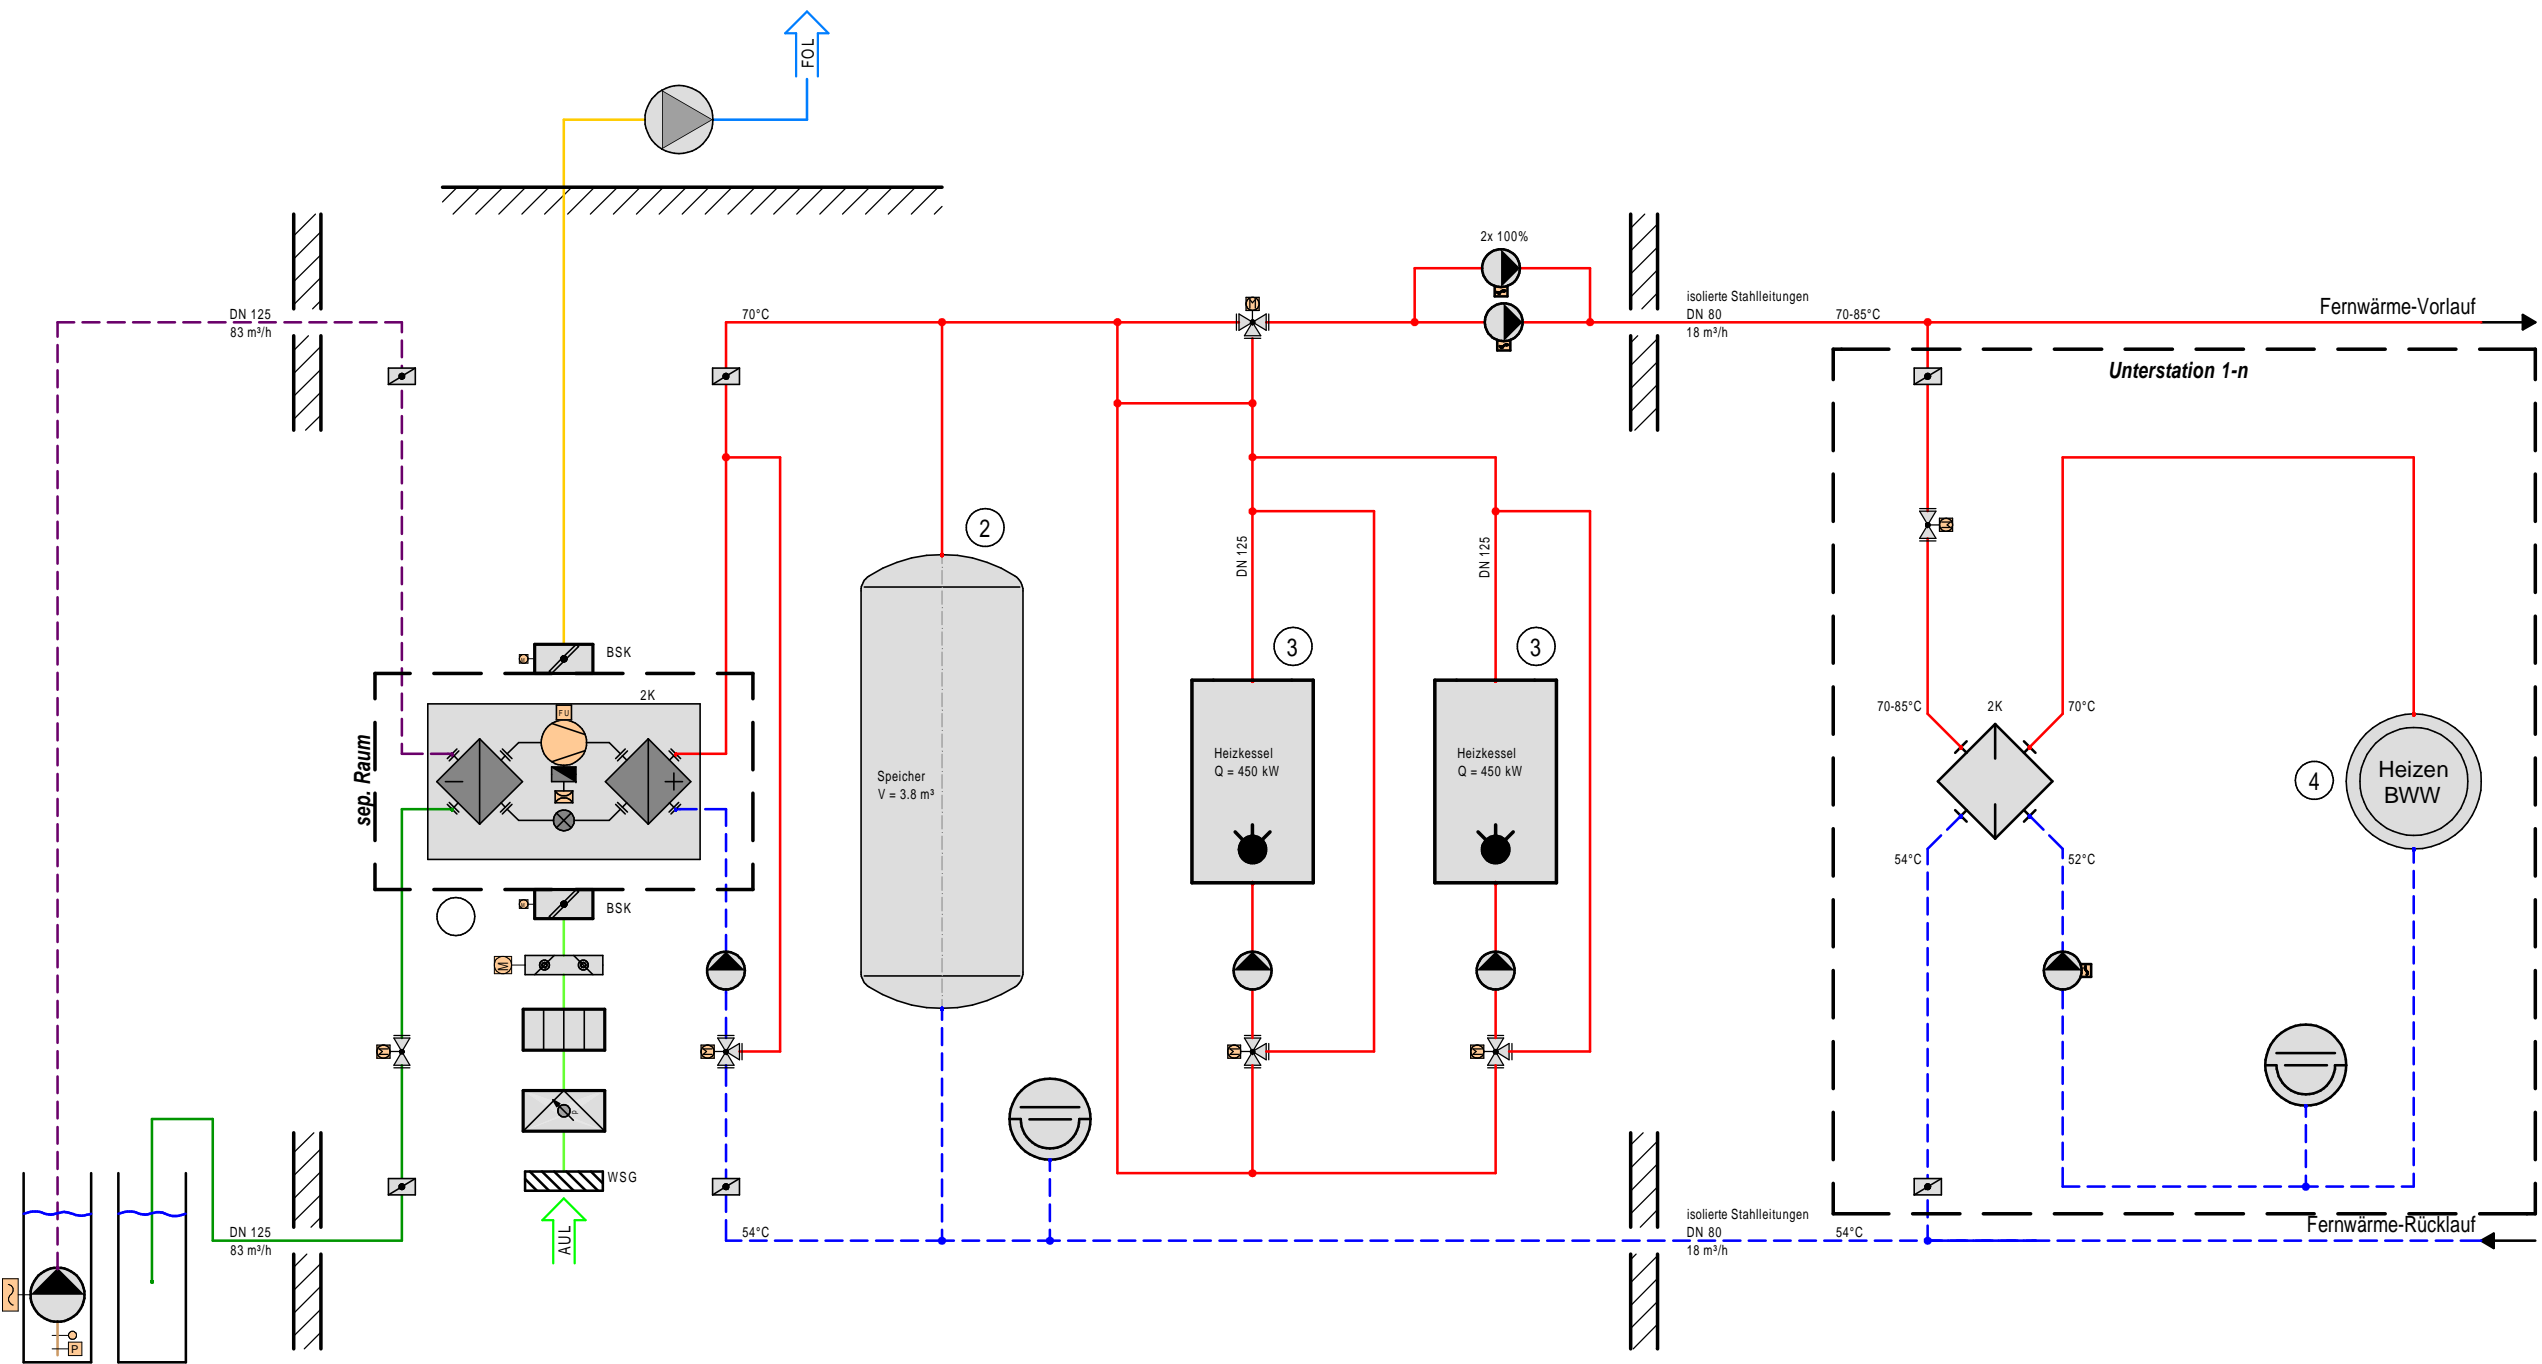 FOL
2x 100%
DN 125
83 m³/h
70°C
M
isolierte Stahlleitungen
DN 80
18 m³/h
70-85°C
Fernwärme-Vorlauf
Unterstation 1-n
2
DN 125
DN 125
3
3
BSK
2K
FU
sep. Raum
Speicher
V = 3.8 m³
Heizkessel
Q = 450 kW
Heizkessel
Q = 450 kW
70-85°C
2K
70°C
4
Heizen
BWW
54°C
52°C
BSK
M
M
M
M
M
WSG
AUL
DN 125
83 m³/h
54°C
isolierte Stahlleitungen
DN 80
18 m³/h
54°C
Fernwärme-Rücklauf
P